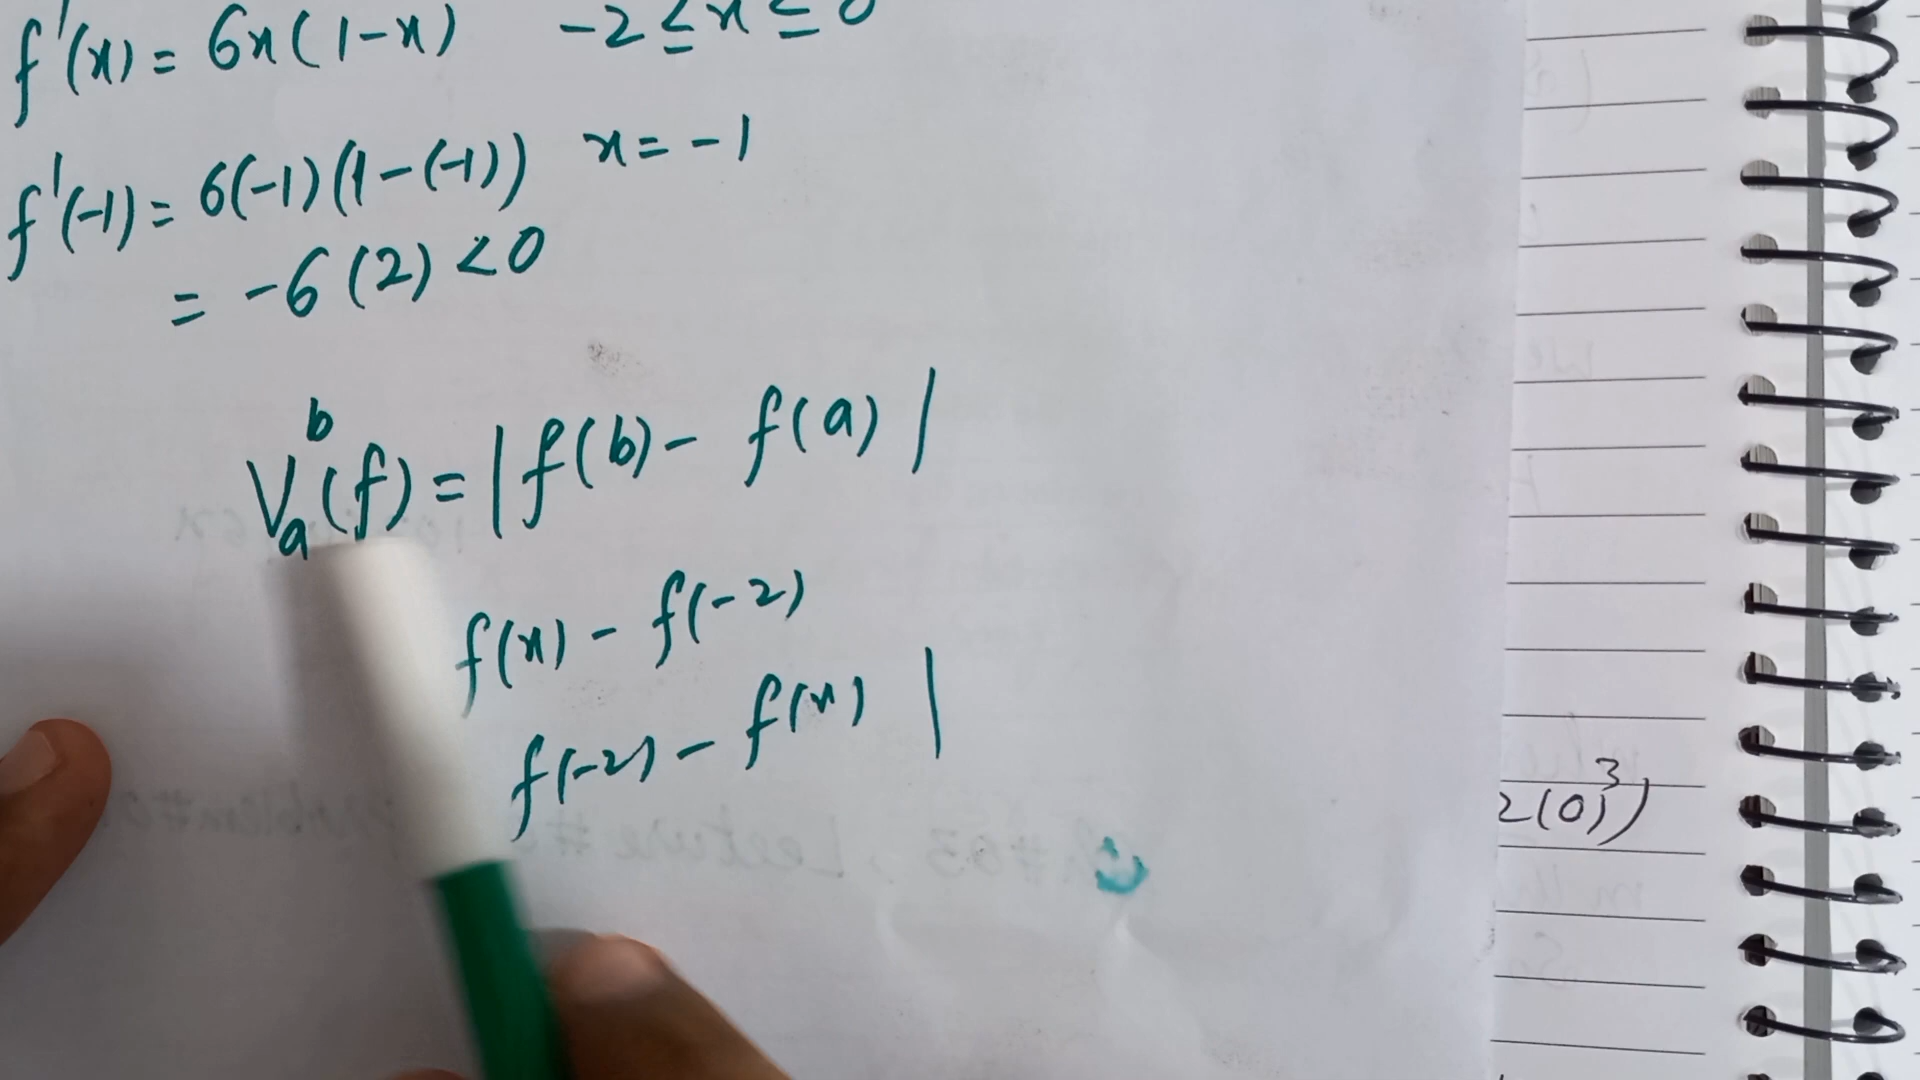 f'(x) = 6x(1-x) -2 ≤ x ≤ 0
f'(-1) = 6(-1)(1-(-1)) x = -1
= -6(2) < 0
V_a^b(f) = |f(b) - f(a)|
f(x) - f(-2)
f(-2) - f(x) |
2(0)^3)